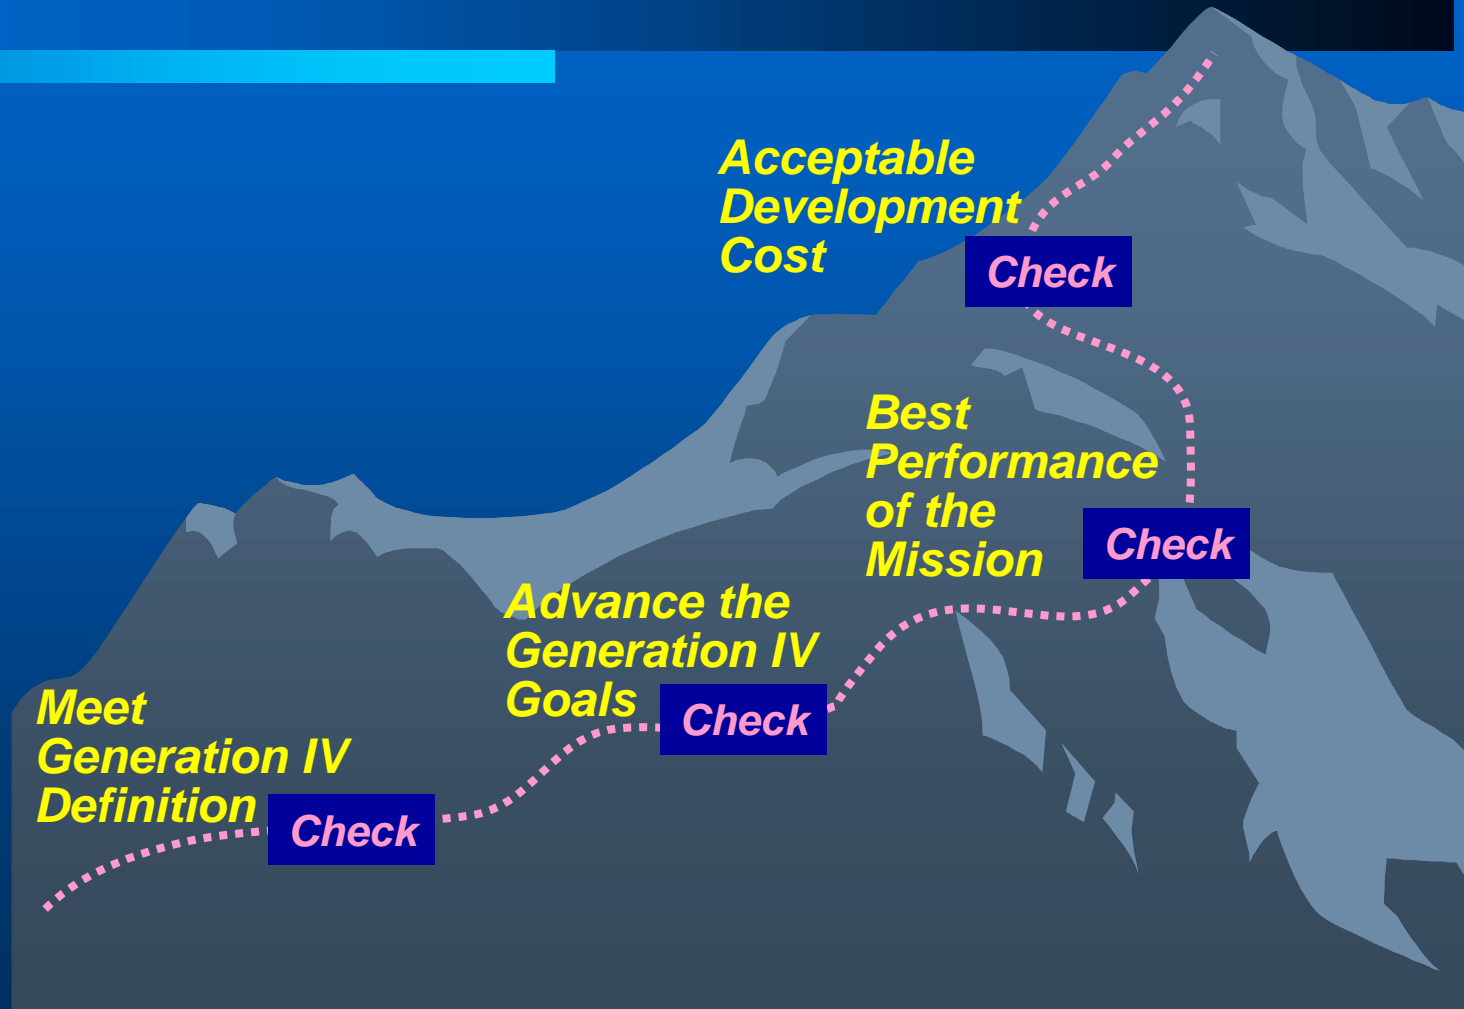 Acceptable
Development
Cost
Check
Best
Performance
of the
Mission
Check
Advance the
Generation IV
Goals
Check
Meet
Generation IV
Definition
Check